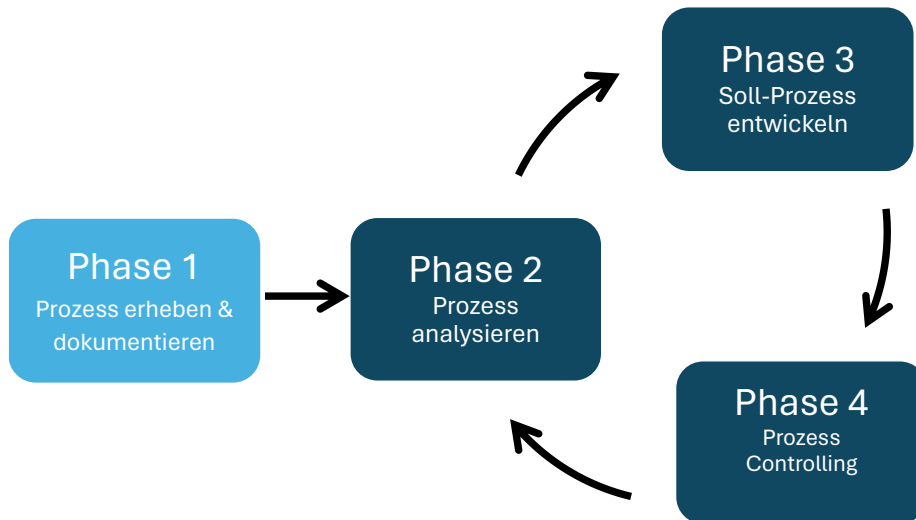 Phase 1
Prozess erheben &
dokumentieren
Phase 2
Prozess
analysieren
Phase 3
Soll-Prozess
entwickeln
Phase 4
Prozess
Controlling